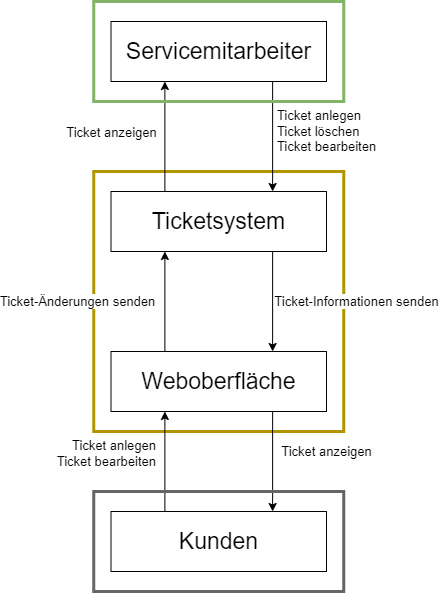 Servicemitarbeiter
Ticket anzeigen
Ticket anlegen
Ticket löschen
Ticket bearbeiten
Ticketsystem
Ticket-Änderungen senden
Ticket-Informationen senden
Weboberfläche
Ticket anlegen
Ticket bearbeiten
Ticket anzeigen
Kunden